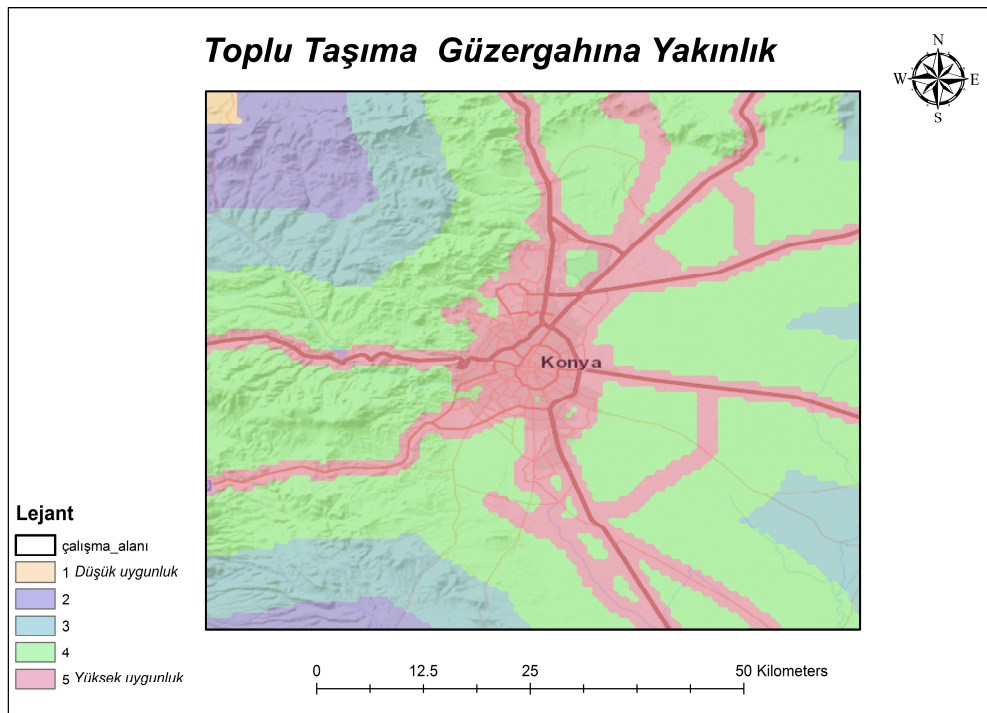 Toplu Taşıma Güzergahına Yakınlık
N
W E
S
Konya
Lejant
çalışma_alanı
1 Düşük uygunluk
2
3
4
5 Yüksek uygunluk
0 12.5 25 50 Kilometers